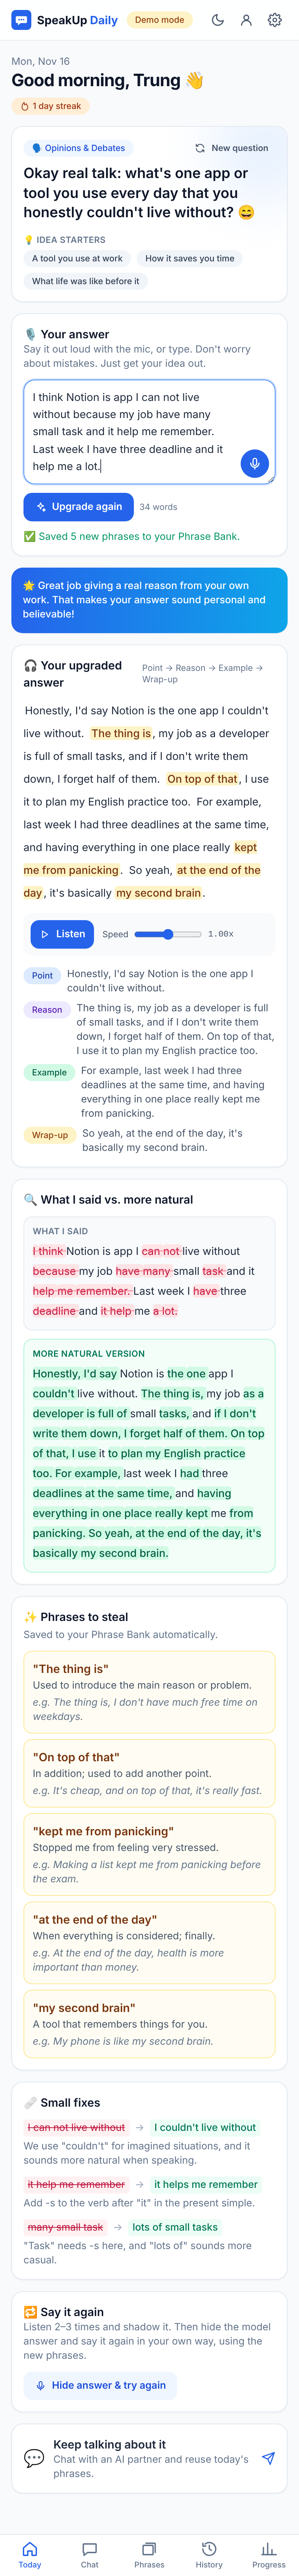 SpeakUp Daily
Demo mode
Mon, Nov 16
Good morning, Trung 👋
1 day streak
🗣️ Opinions & Debates
New question
Okay real talk: what's one app or
tool you use every day that you
honestly couldn't live without? 😄
💡 IDEA STARTERS
A tool you use at work
How it saves you time
What life was like before it
🎙️ Your answer
Say it out loud with the mic, or type. Don't worry
about mistakes. Just get your idea out.
I think Notion is app I can not live
without because my job have many
small task and it help me remember.
Last week I have three deadline and it
help me a lot.
Upgrade again
34 words
✅ Saved 5 new phrases to your Phrase Bank.
🌟 Great job giving a real reason from your own
work. That makes your answer sound personal and
believable!
🎧 Your upgraded
answer
Point → Reason → Example →
Wrap-up
Honestly, I'd say Notion is the one app I couldn't
live without. The thing is, my job as a developer
is full of small tasks, and if I don't write them
down, I forget half of them. On top of that, I use
it to plan my English practice too. For example,
last week I had three deadlines at the same time,
and having everything in one place really kept
me from panicking. So yeah, at the end of the
day, it's basically my second brain.
Listen
Speed
1.00x
Point
Honestly, I'd say Notion is the one app I
couldn't live without.
Reason
The thing is, my job as a developer is full
of small tasks, and if I don't write them
down, I forget half of them. On top of that,
I use it to plan my English practice too.
Example
For example, last week I had three
deadlines at the same time, and having
everything in one place really kept me
from panicking.
Wrap-up
So yeah, at the end of the day, it's
basically my second brain.
🔍 What I said vs. more natural
WHAT I SAID
I think Notion is app I can not live without
because my job have many small task and it
help me remember. Last week I have three
deadline and it help me a lot.
MORE NATURAL VERSION
Honestly, I'd say Notion is the one app I
couldn't live without. The thing is, my job as a
developer is full of small tasks, and if I don't
write them down, I forget half of them. On top
of that, I use it to plan my English practice
too. For example, last week I had three
deadlines at the same time, and having
everything in one place really kept me from
panicking. So yeah, at the end of the day, it's
basically my second brain.
✨ Phrases to steal
Saved to your Phrase Bank automatically.
"The thing is"
Used to introduce the main reason or problem.
e.g. The thing is, I don't have much free time on
weekdays.
"On top of that"
In addition; used to add another point.
e.g. It's cheap, and on top of that, it's really fast.
"kept me from panicking"
Stopped me from feeling very stressed.
e.g. Making a list kept me from panicking before
the exam.
"at the end of the day"
When everything is considered; finally.
e.g. At the end of the day, health is more
important than money.
"my second brain"
A tool that remembers things for you.
e.g. My phone is like my second brain.
🩹 Small fixes
I can not live without → I couldn't live without
We use "couldn't" for imagined situations, and it
sounds more natural when speaking.
it help me remember → it helps me remember
Add -s to the verb after "it" in the present simple.
many small task → lots of small tasks
"Task" needs -s here, and "lots of" sounds more
casual.
🔁 Say it again
Listen 2–3 times and shadow it. Then hide the model
answer and say it again in your own way, using the
new phrases.
Hide answer & try again
💬 Keep talking about it
Chat with an AI partner and reuse today's
phrases.
Today
Chat
Phrases
History
Progress